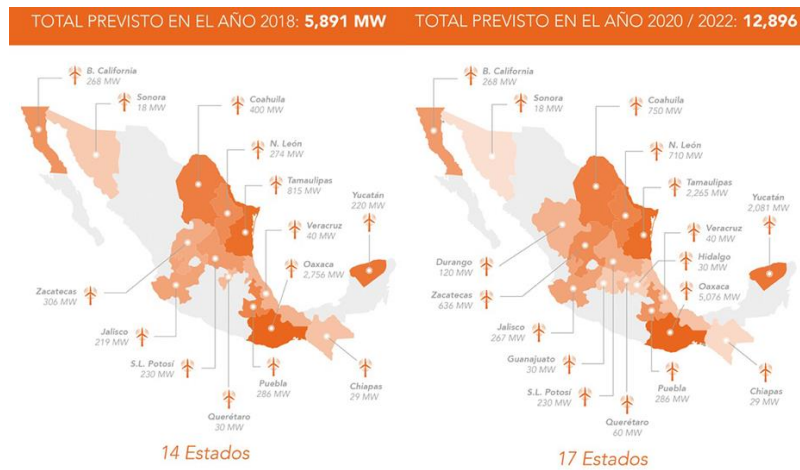 TOTAL PREVISTO EN EL AÑO 2018: 5,891 MW
B. California
268 MW
Sonora
18 MW
Coahuila
400 MW
N. León
274 MW
Tamaulipas
815 MW
Yucatán
220 MW
Veracruz
40 MW
Oaxaca
2,756 MW
Zacatecas
306 MW
Jalisco
219 MW
S.L. Potosí
230 MW
Querétaro
30 MW
Puebla
286 MW
Chiapas
29 MW
14 Estados
TOTAL PREVISTO EN EL AÑO 2020 / 2022: 12,896
B. California
268 MW
Sonora
18 MW
Coahuila
750 MW
N. León
710 MW
Tamaulipas
2,265 MW
Yucatán
2,081 MW
Veracruz
40 MW
Hidalgo
30 MW
Oaxaca
5,076 MW
Durango
120 MW
Zacatecas
636 MW
Jalisco
267 MW
Guanajuato
30 MW
S.L. Potosí
230 MW
Querétaro
60 MW
Puebla
286 MW
Chiapas
29 MW
17 Estados